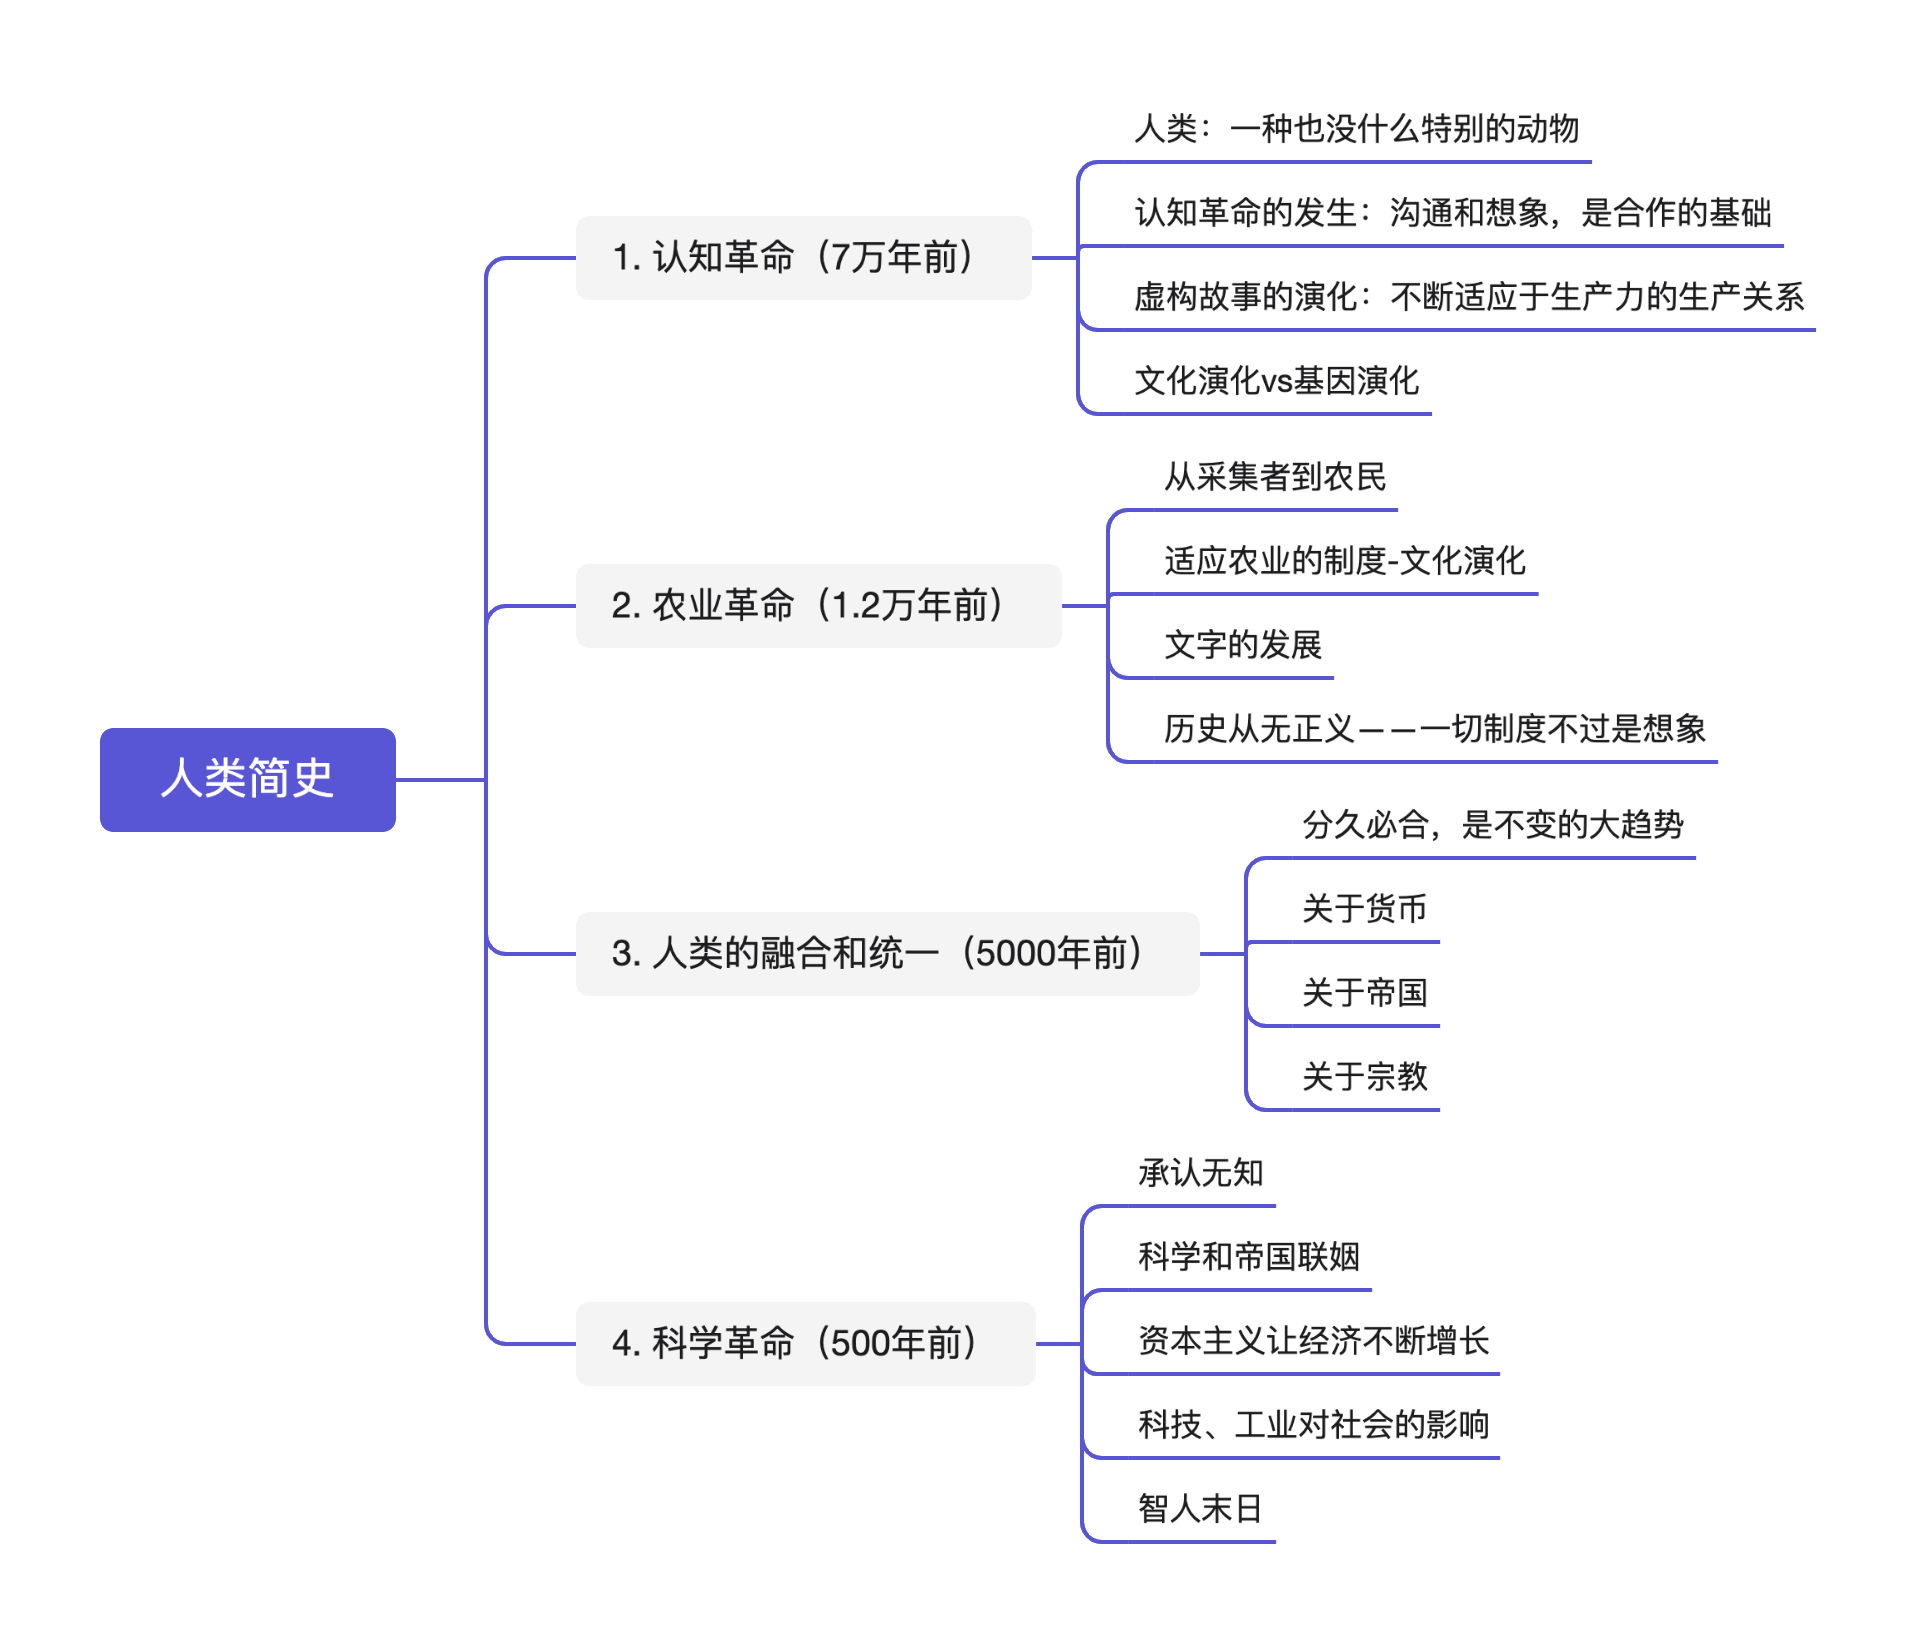 人类简史
1. 认知革命（7万年前）
人类：一种也没什么特别的动物
认知革命的发生：沟通和想象，是合作的基础
虚构故事的演化：不断适应于生产力的生产关系
文化演化vs基因演化
2. 农业革命（1.2万年前）
从采集者到农民
适应农业的制度-文化演化
文字的发展
历史从无正义——一切制度不过是想象
3. 人类的融合和统一（5000年前）
分久必合，是不变的大趋势
关于货币
关于帝国
关于宗教
4. 科学革命（500年前）
承认无知
科学和帝国联姻
资本主义让经济不断增长
科技、工业对社会的影响
智人末日